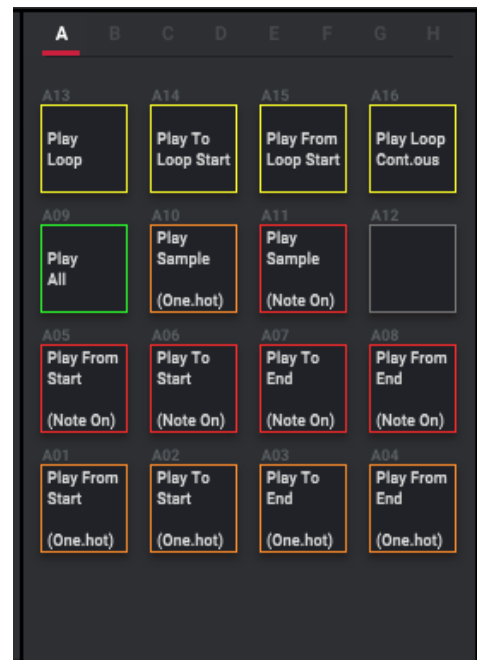 A B C D E F G H
A13 A14 A15 A16
Play Loop
Play To Loop Start
Play From Loop Start
Play Loop Cont.ous
A09 A10 A11 A12
Play All
Play Sample (One.hot)
Play Sample (Note On)
A05 A06 A07 A08
Play From Start (Note On)
Play To Start (Note On)
Play To End (Note On)
Play From End (Note On)
A01 A02 A03 A04
Play From Start (One.hot)
Play To Start (One.hot)
Play To End (One.hot)
Play From End (One.hot)